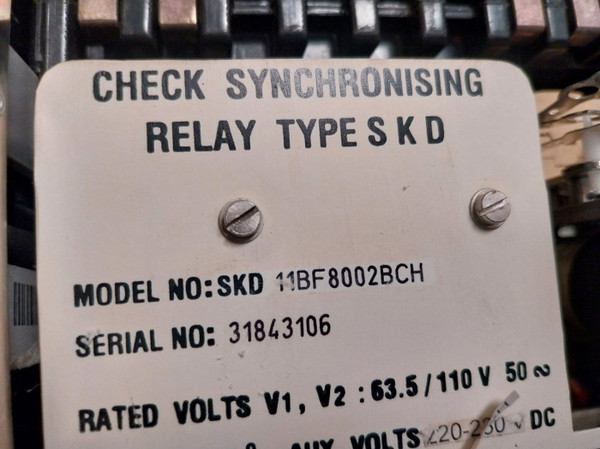 CHECK SYNCHRONISING
RELAY TYPE S K D
MODEL NO: SKD 11BF8002BCH
SERIAL NO: 31843106
RATED VOLTS V1, V2 : 63.5 / 110 V 50 ~
AUX VOLTS 220-250 V DC